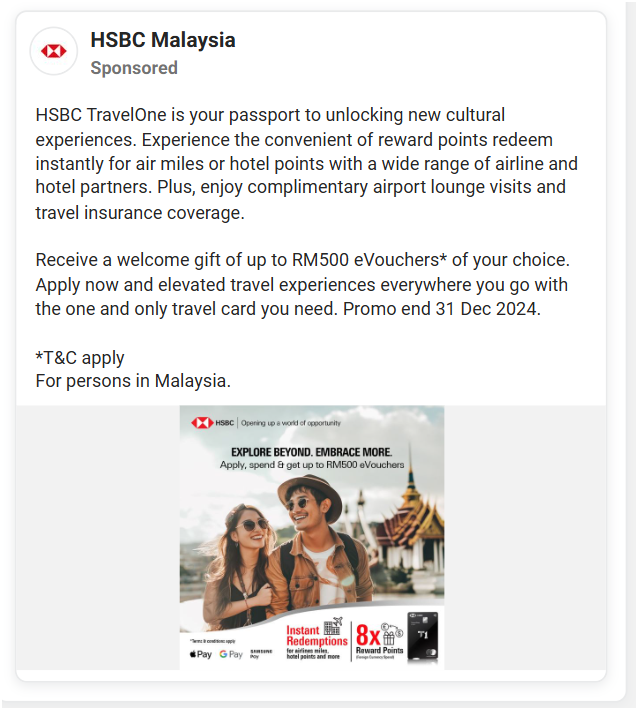 HSBC Malaysia
Sponsored
HSBC TravelOne is your passport to unlocking new cultural
experiences. Experience the convenient of reward points redeem
instantly for air miles or hotel points with a wide range of airline and
hotel partners. Plus, enjoy complimentary airport lounge visits and
travel insurance coverage.
Receive a welcome gift of up to RM500 eVouchers* of your choice.
Apply now and elevated travel experiences everywhere you go with
the one and only travel card you need. Promo end 31 Dec 2024.
*T&C apply
For persons in Malaysia.
HSBC | Opening up a world of opportunity
EXPLORE BEYOND. EMBRACE MORE.
Apply, spend & get up to RM500 eVouchers
*Terms & conditions apply
Pay G Pay SAMSUNG Pay
Instant
Redemptions
for airlines miles,
hotel points and more
8x
Reward Points
(Foreign Currency Spend)
T1